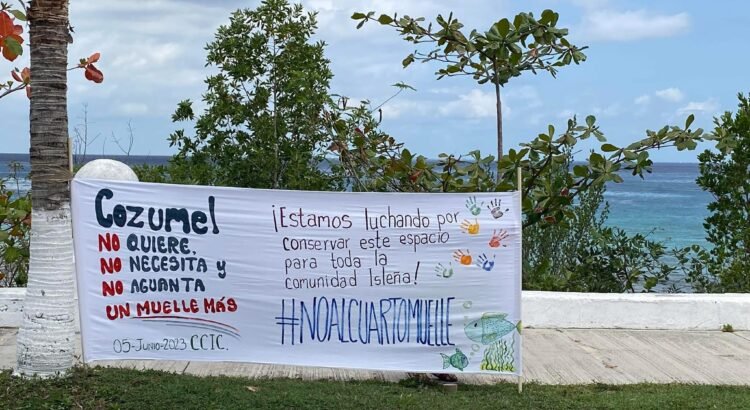 Cozumel
NO QUIERE,
NO NECESITA y
NO AGUANTA
UN MUELLE MÁS
05-JUNIO-2023 CCIC.
¡Estamos luchando por
conservar este espacio
para toda la
comunidad Isleña!
#NOALCUARTOMUELLE